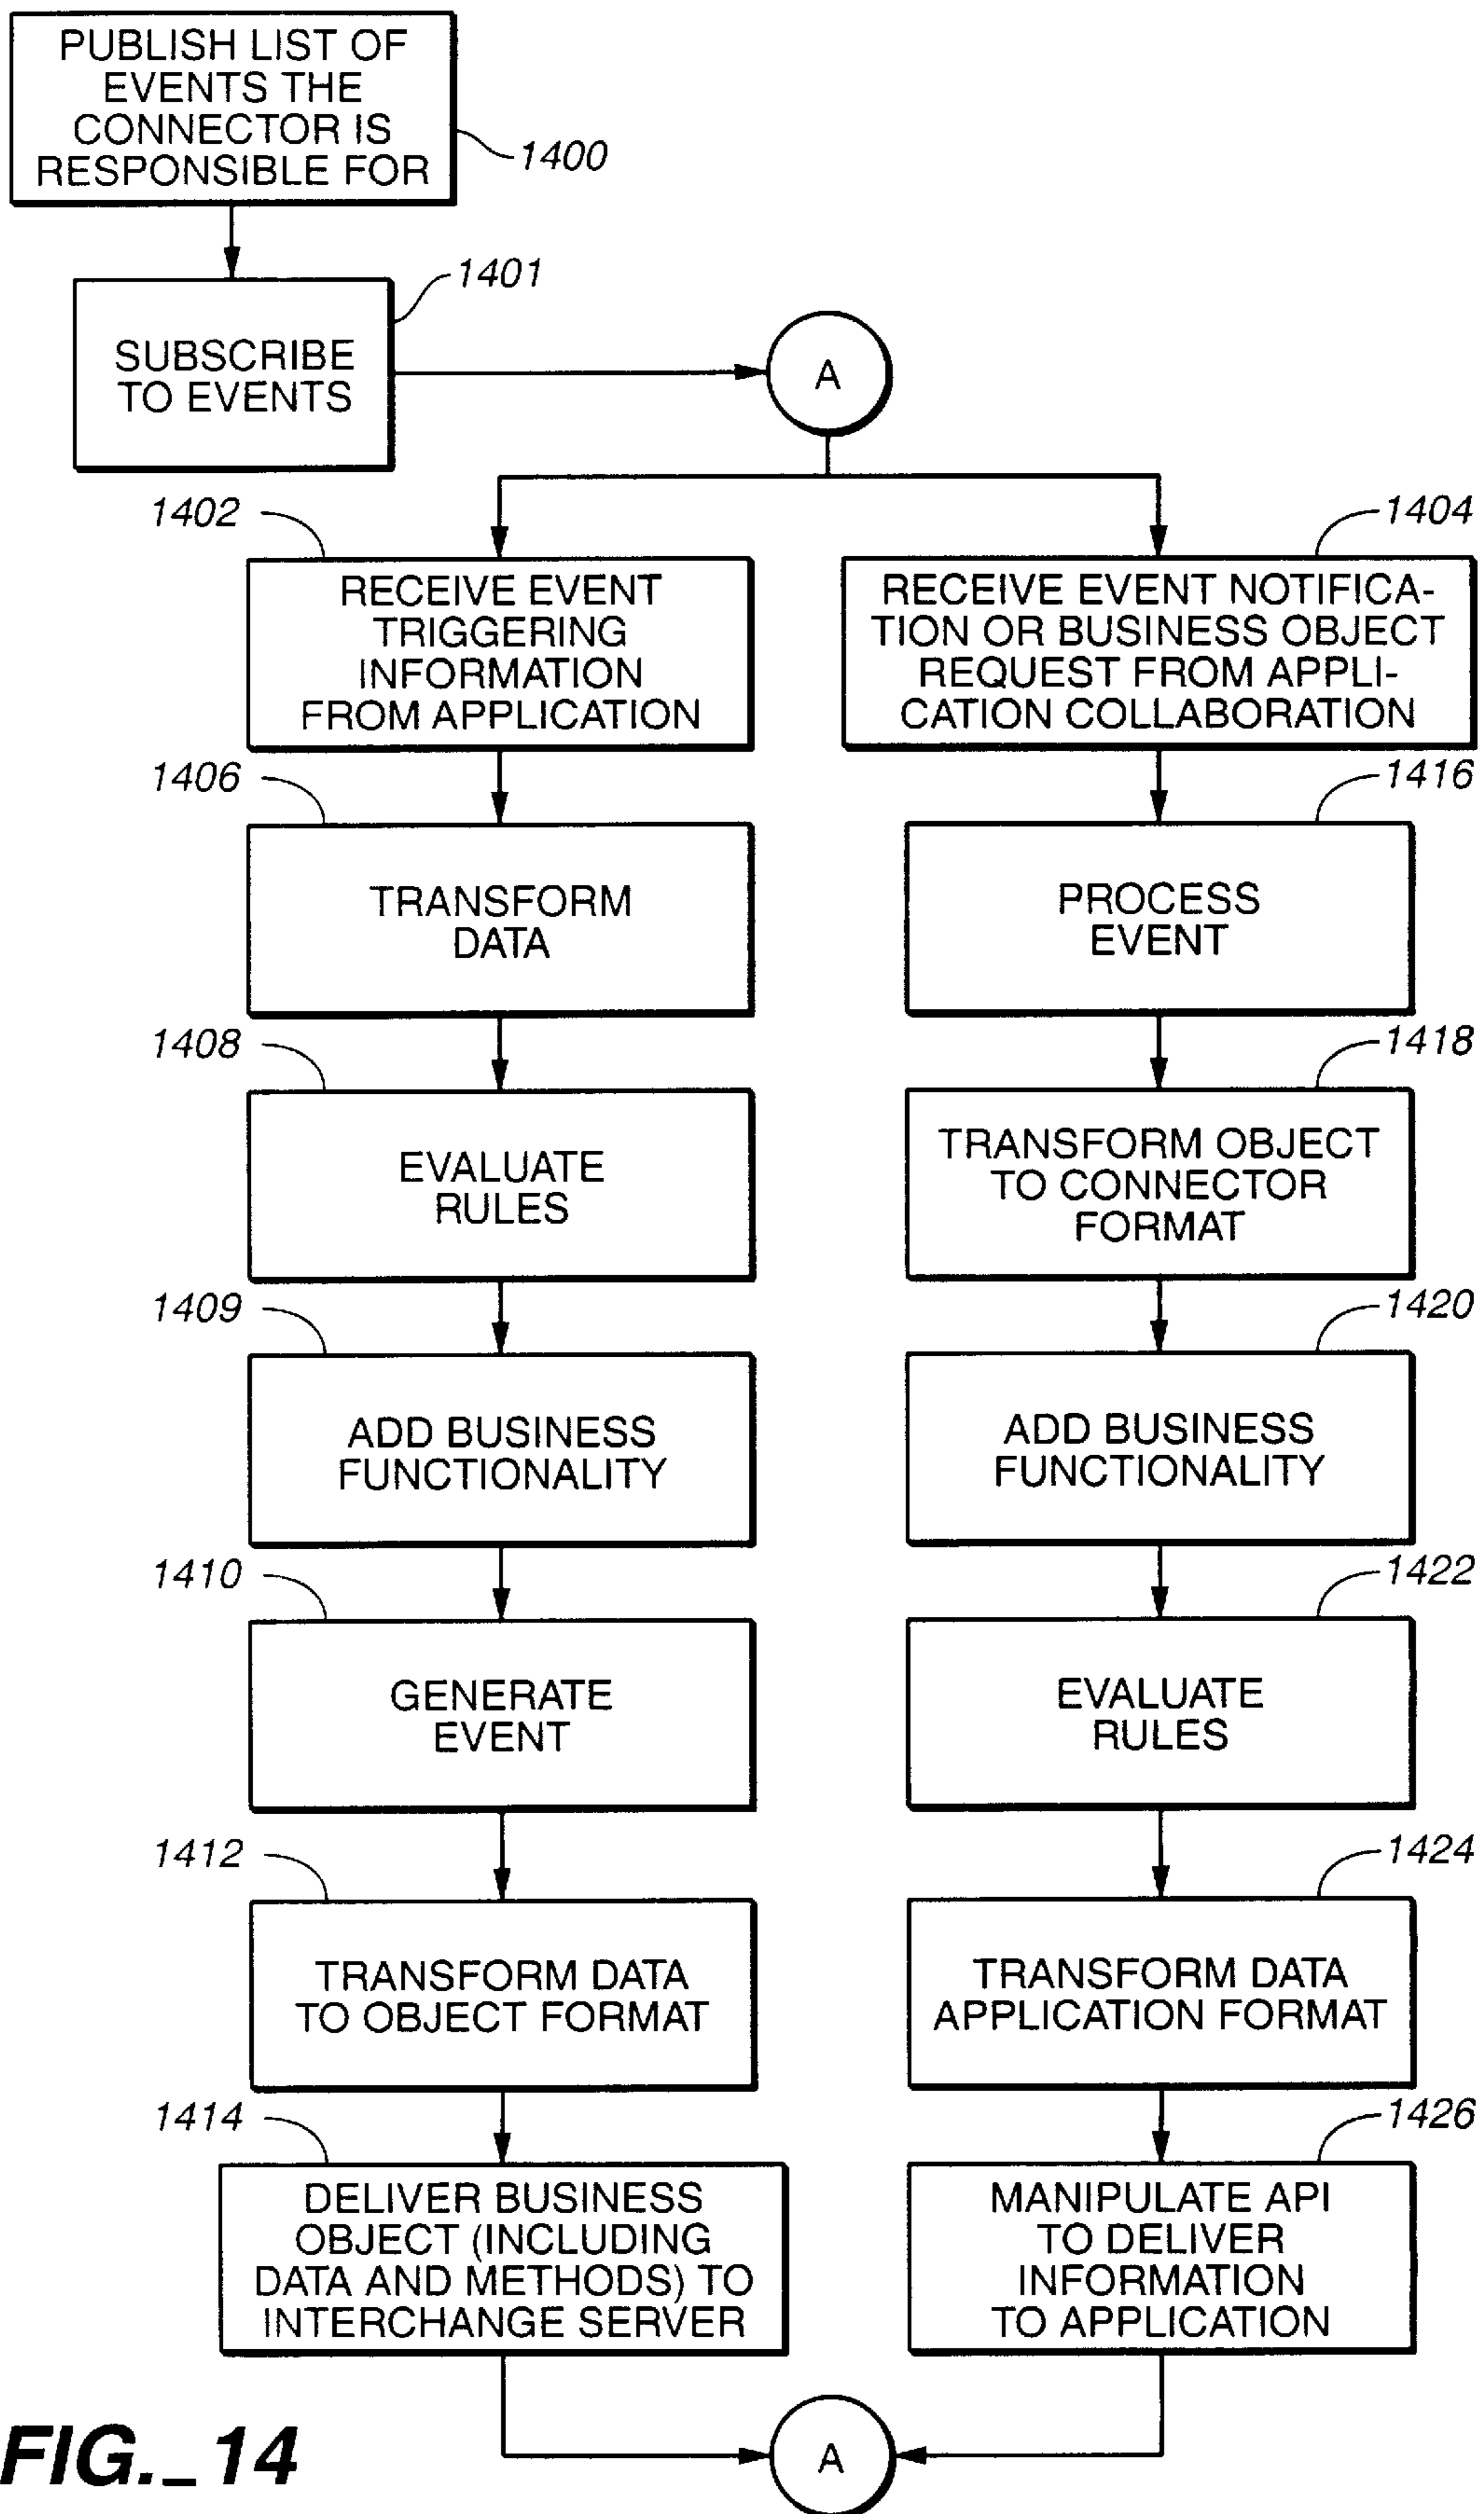 PUBLISH LIST OF
EVENTS THE
CONNECTOR IS
RESPONSIBLE FOR
1400
1401
SUBSCRIBE
TO EVENTS
A
1402
RECEIVE EVENT
TRIGGERING
INFORMATION
FROM APPLICATION
1404
RECEIVE EVENT NOTIFICA-
TION OR BUSINESS OBJECT
REQUEST FROM APPLI-
CATION COLLABORATION
1406
TRANSFORM
DATA
1416
PROCESS
EVENT
1408
EVALUATE
RULES
1418
TRANSFORM OBJECT
TO CONNECTOR
FORMAT
1409
ADD BUSINESS
FUNCTIONALITY
1420
ADD BUSINESS
FUNCTIONALITY
1410
GENERATE
EVENT
1422
EVALUATE
RULES
1412
TRANSFORM DATA
TO OBJECT FORMAT
1424
TRANSFORM DATA
APPLICATION FORMAT
1414
DELIVER BUSINESS
OBJECT (INCLUDING
DATA AND METHODS) TO
INTERCHANGE SERVER
1426
MANIPULATE API
TO DELIVER
INFORMATION
TO APPLICATION
A
FIG._14